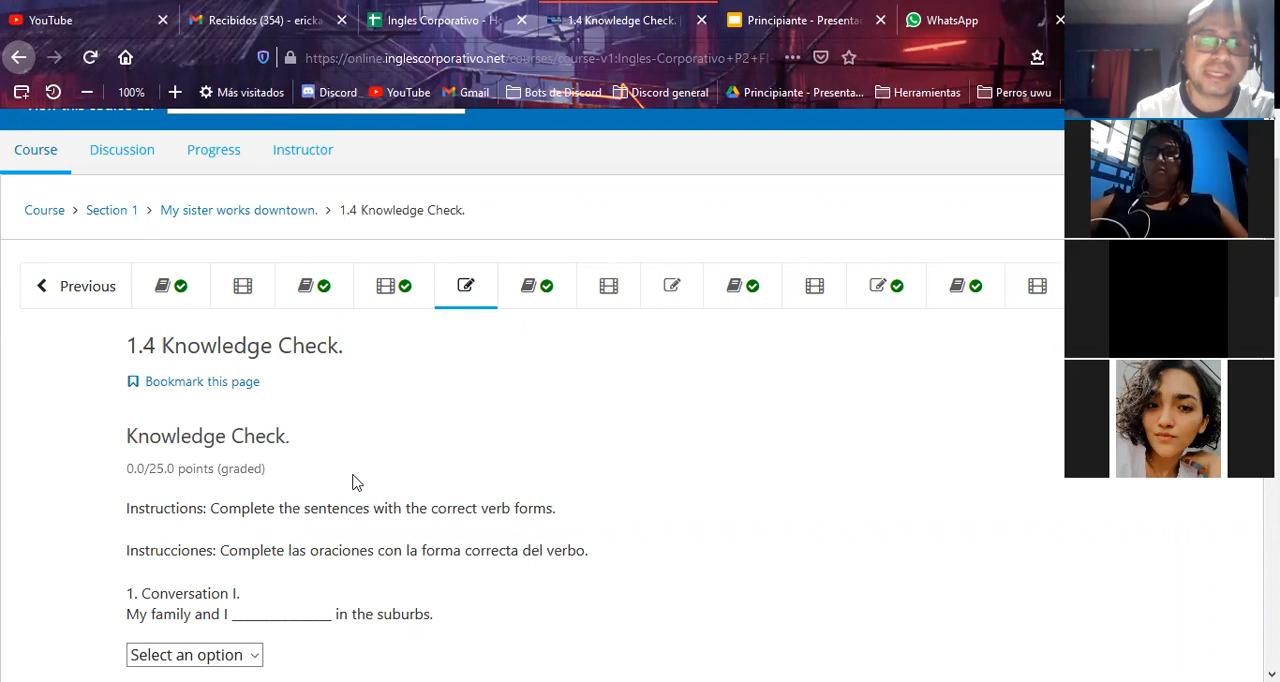 YouTube
Recibidos (354) - ericka
Ingles Corporativo - Ho
1.4 Knowledge Check.
Principiante - Presentac
WhatsApp
https://online.inglescorporativo.net/courses/course-v1:Ingles-Corporativo+P2+FI
100%
Más visitados
Discord
YouTube
Gmail
Bots de Discord
Discord general
Principiante - Presenta...
Herramientas
Perros uwu
Course
Discussion
Progress
Instructor
Course > Section 1 > My sister works downtown. > 1.4 Knowledge Check.
Previous
1.4 Knowledge Check.
Bookmark this page
Knowledge Check.
0.0/25.0 points (graded)
Instructions: Complete the sentences with the correct verb forms.
Instrucciones: Complete las oraciones con la forma correcta del verbo.
1. Conversation I.
My family and I _______________ in the suburbs.
Select an option